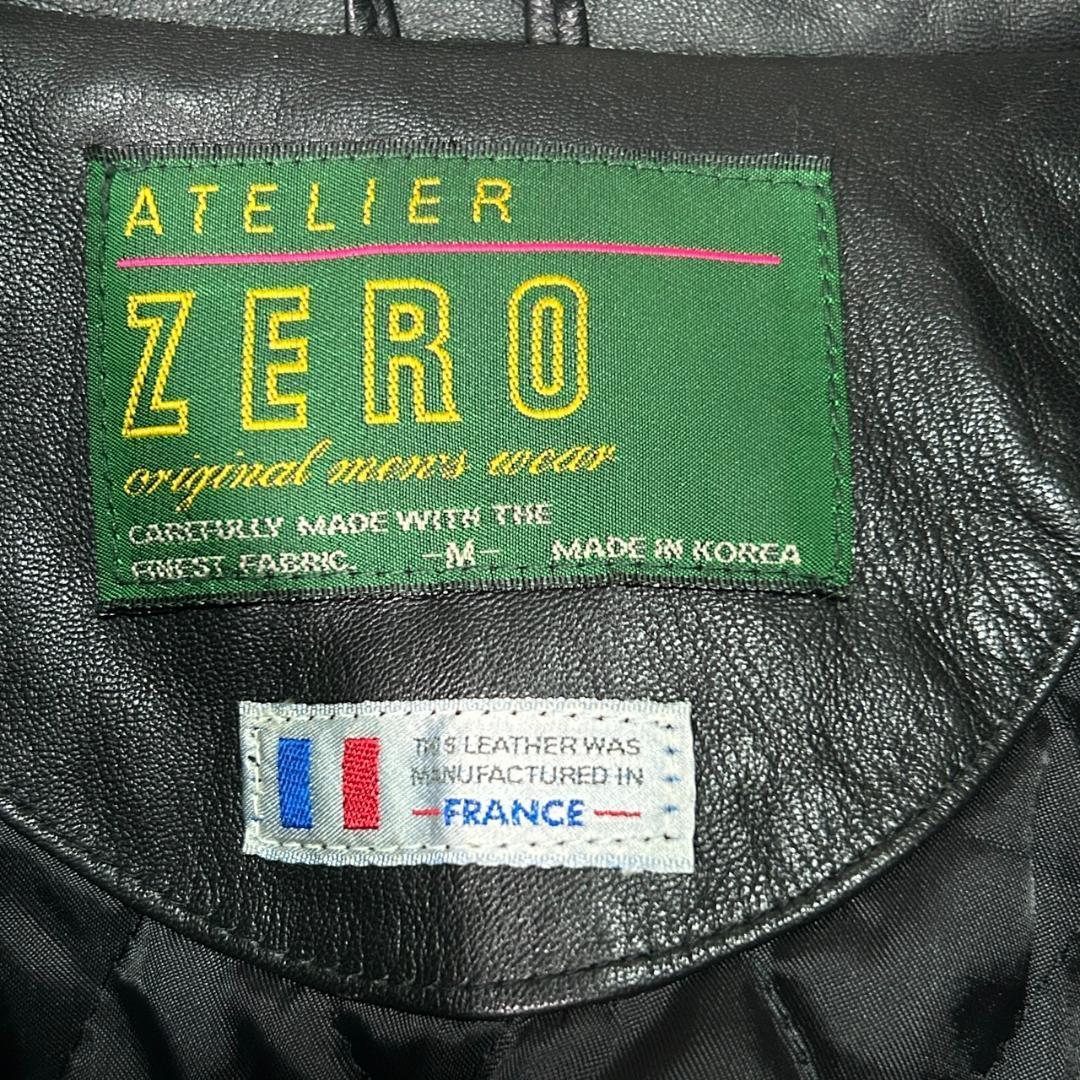 ATELIER
ZERO
original men's wear
CAREFULLY MADE WITH THE
FINEST FABRIC. -M- MADE IN KOREA
THIS LEATHER WAS
MANUFACTURED IN
-FRANCE-